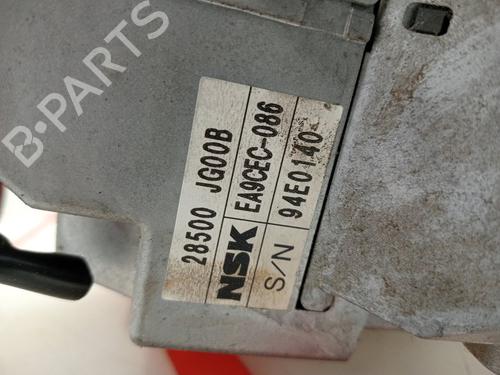 B-PARTS
28500 JG00B
NSK EA9CEC-086
S/N 94E0140